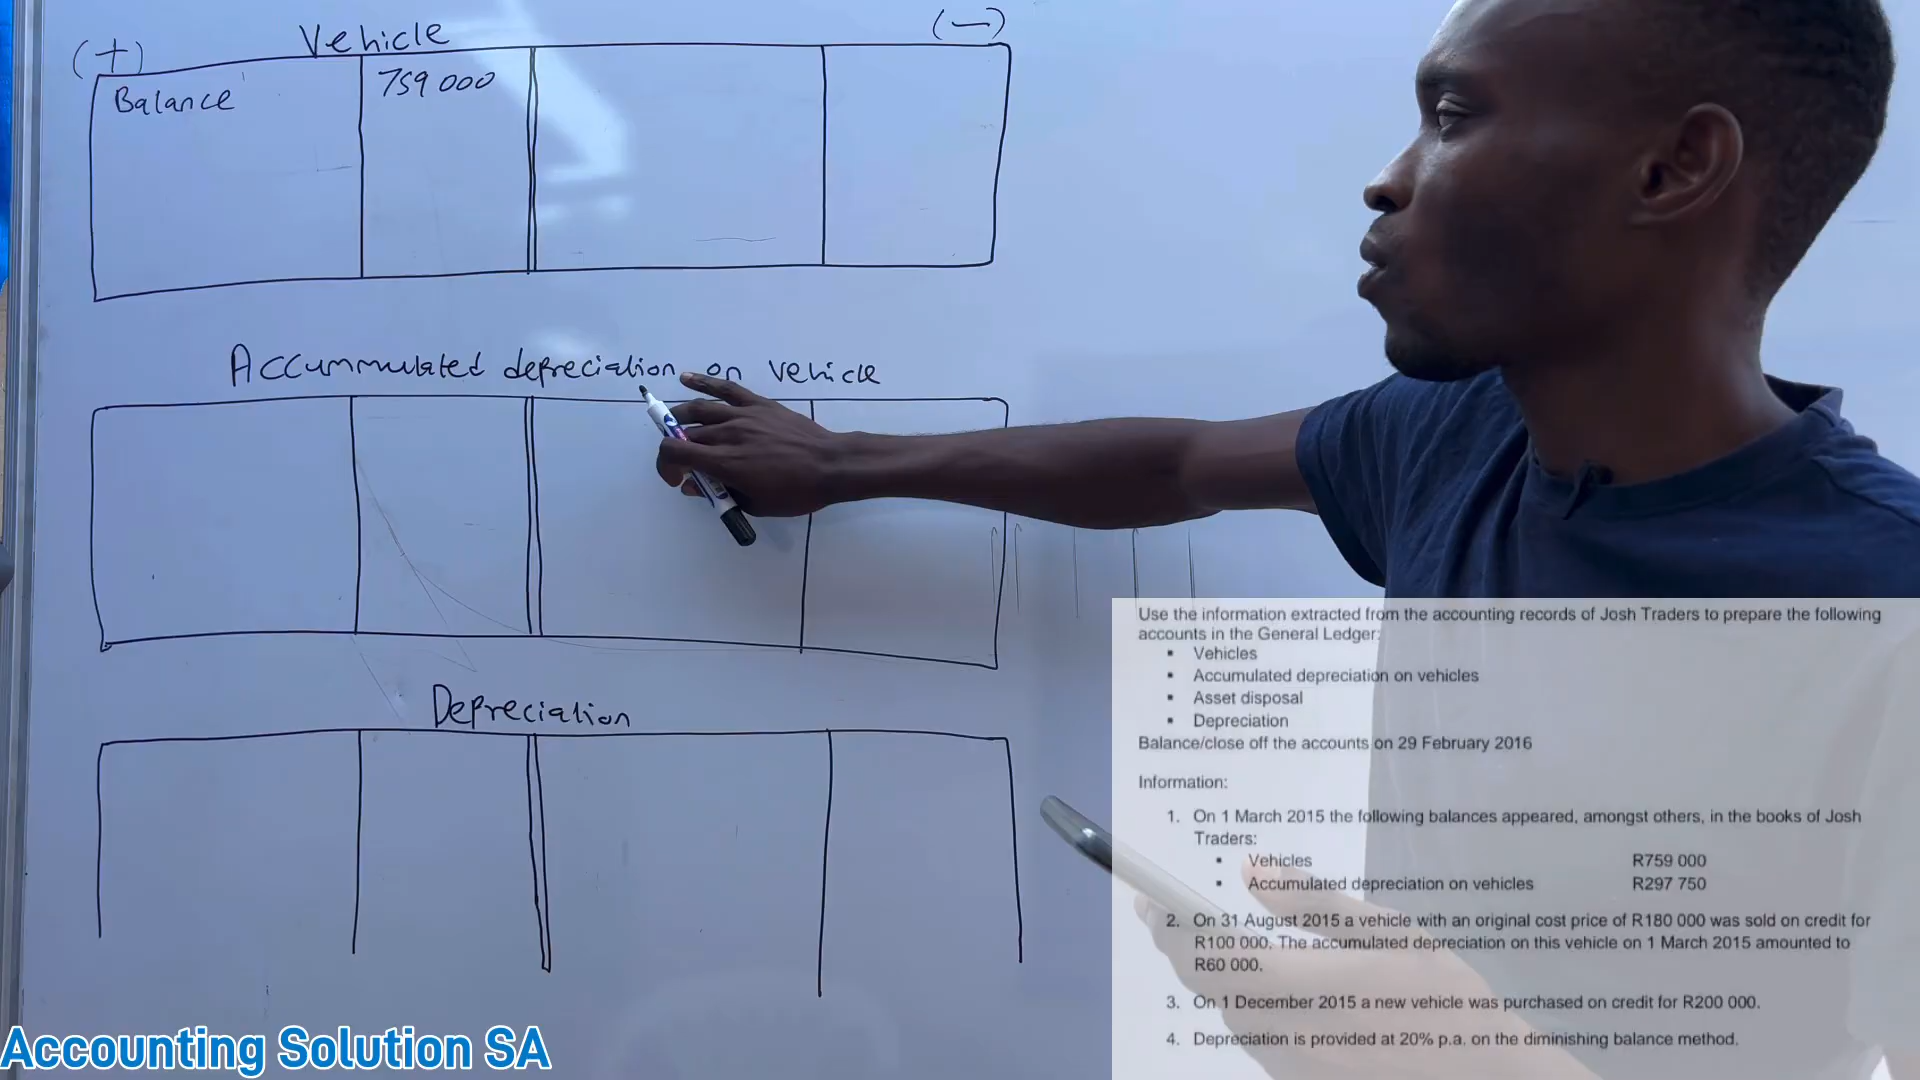 (+)
Vehicle
(−)
Balance
759 000
Accummulated depreciation on vehicle
Depreciation
Use the information extracted from the accounting records of Josh Traders to prepare the following
accounts in the General Ledger:
▪ Vehicles
▪ Accumulated depreciation on vehicles
▪ Asset disposal
▪ Depreciation
Balance/close off the accounts on 29 February 2016
Information:
1. On 1 March 2015 the following balances appeared, amongst others, in the books of Josh
Traders:
▪ Vehicles R759 000
▪ Accumulated depreciation on vehicles R297 750
2. On 31 August 2015 a vehicle with an original cost price of R180 000 was sold on credit for
R100 000. The accumulated depreciation on this vehicle on 1 March 2015 amounted to
R60 000.
3. On 1 December 2015 a new vehicle was purchased on credit for R200 000.
4. Depreciation is provided at 20% p.a. on the diminishing balance method.
Accounting Solution SA